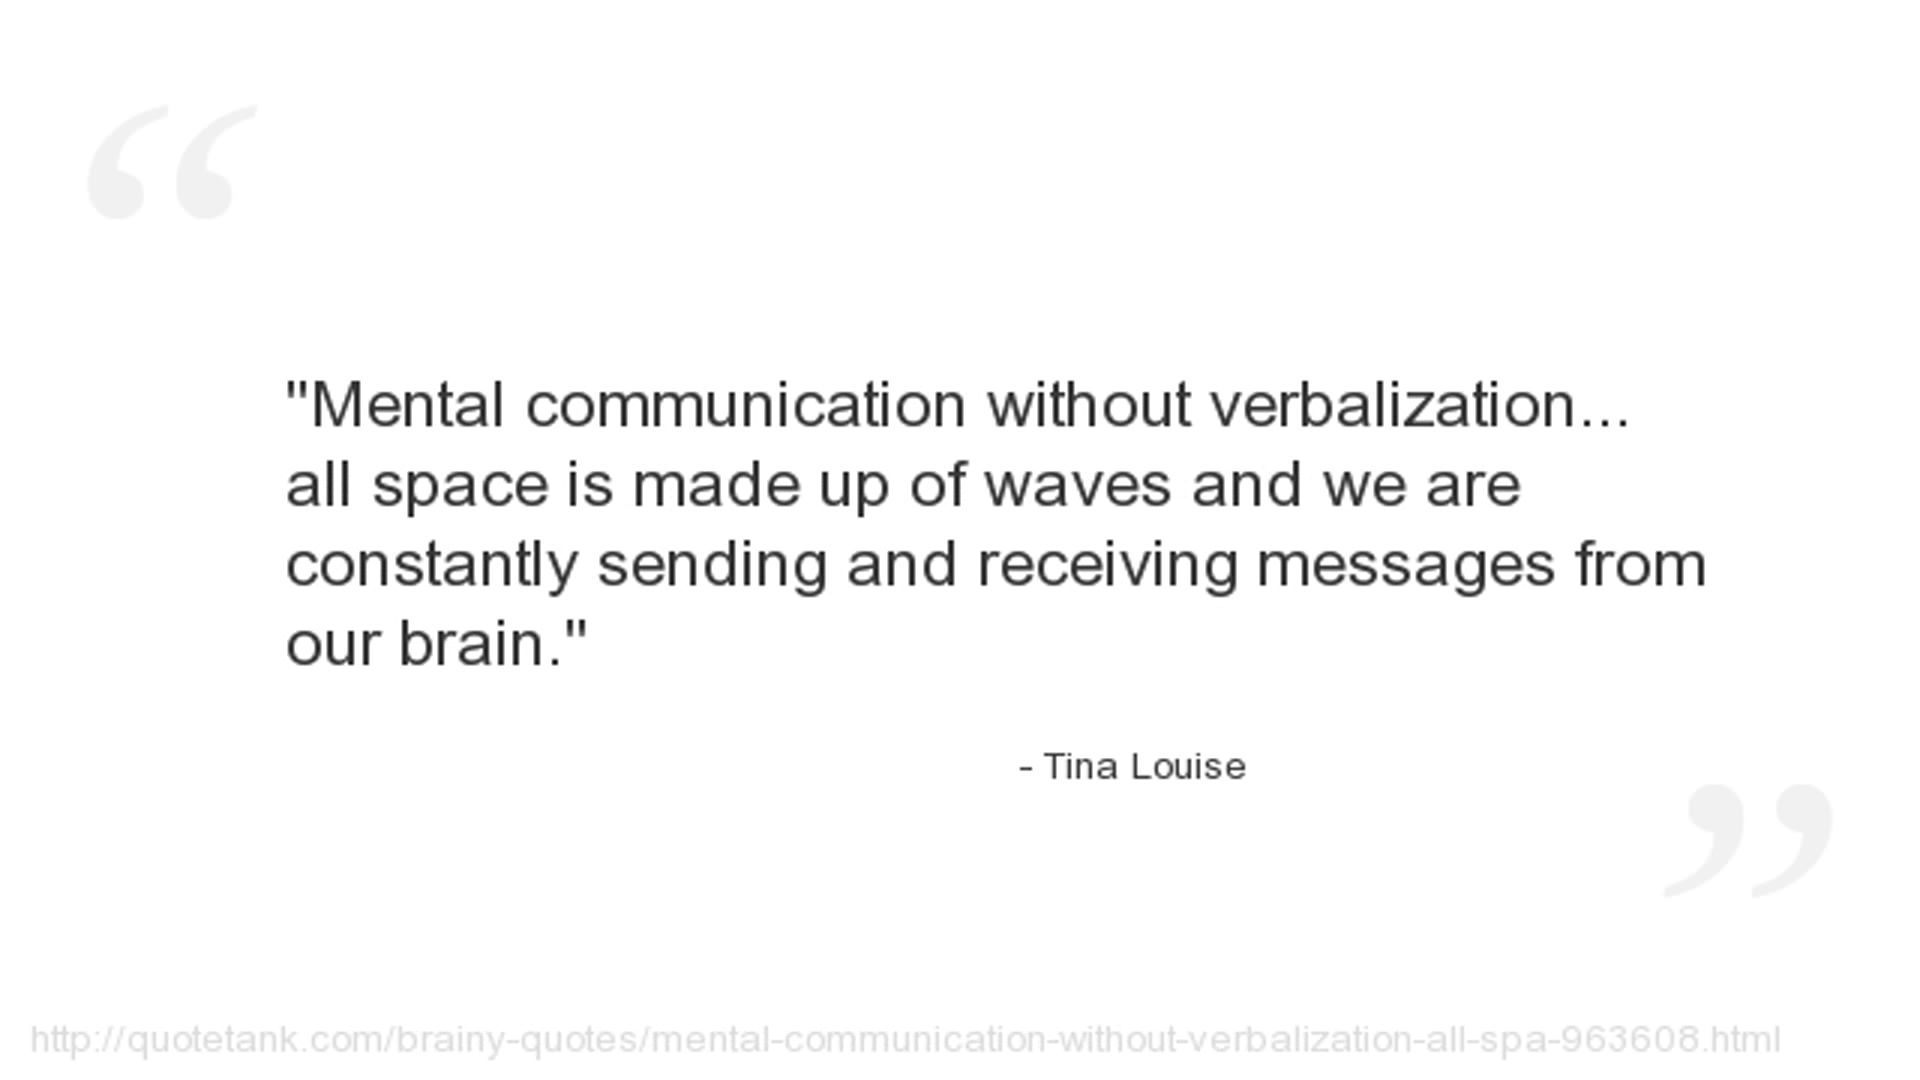 "Mental communication without verbalization...
all space is made up of waves and we are
constantly sending and receiving messages from
our brain."
- Tina Louise
http://quotetank.com/brainy-quotes/mental-communication-without-verbalization-all-spa-963608.html